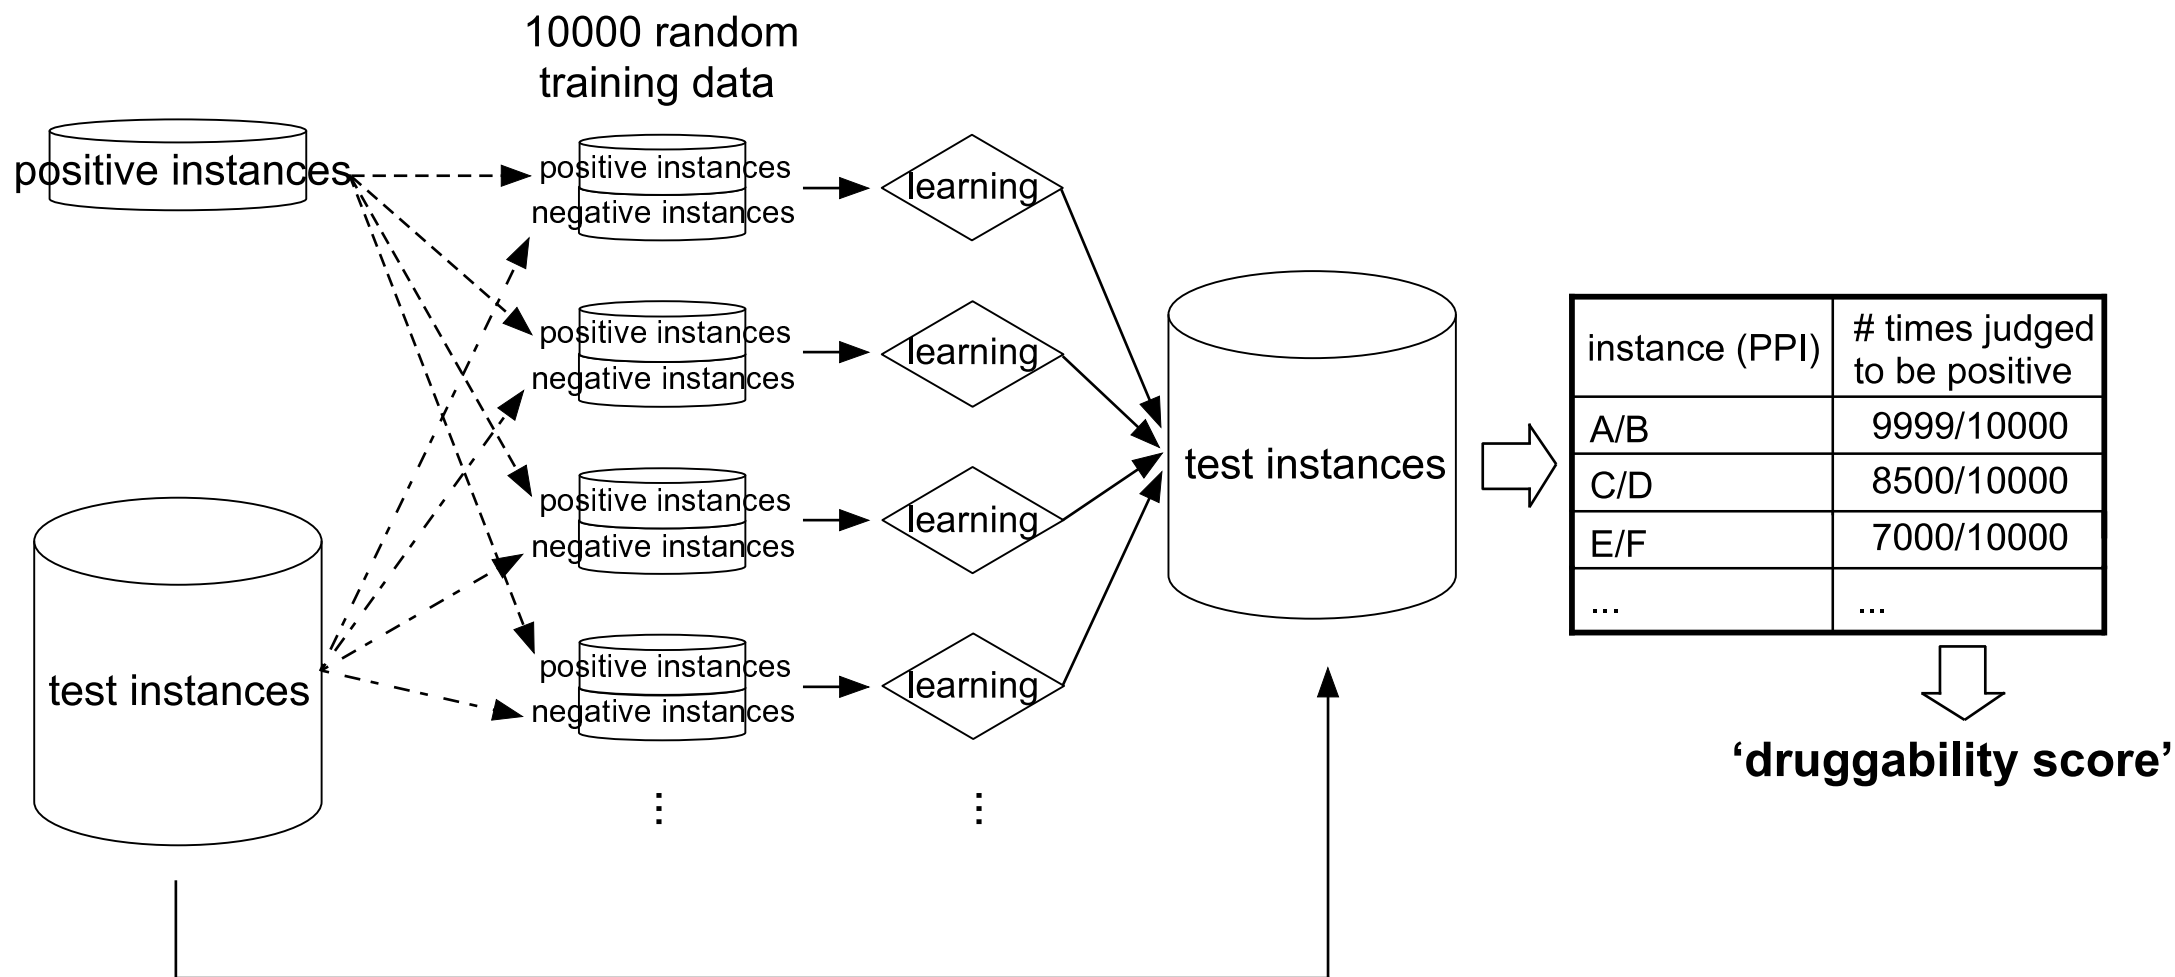 10000 random
training data
positive instances
test instances
positive instances
negative instances
learning
positive instances
negative instances
learning
positive instances
negative instances
learning
positive instances
negative instances
learning
...
...
test instances
instance (PPI)
# times judged
to be positive
A/B
9999/10000
C/D
8500/10000
E/F
7000/10000
...
...
‘druggability score’